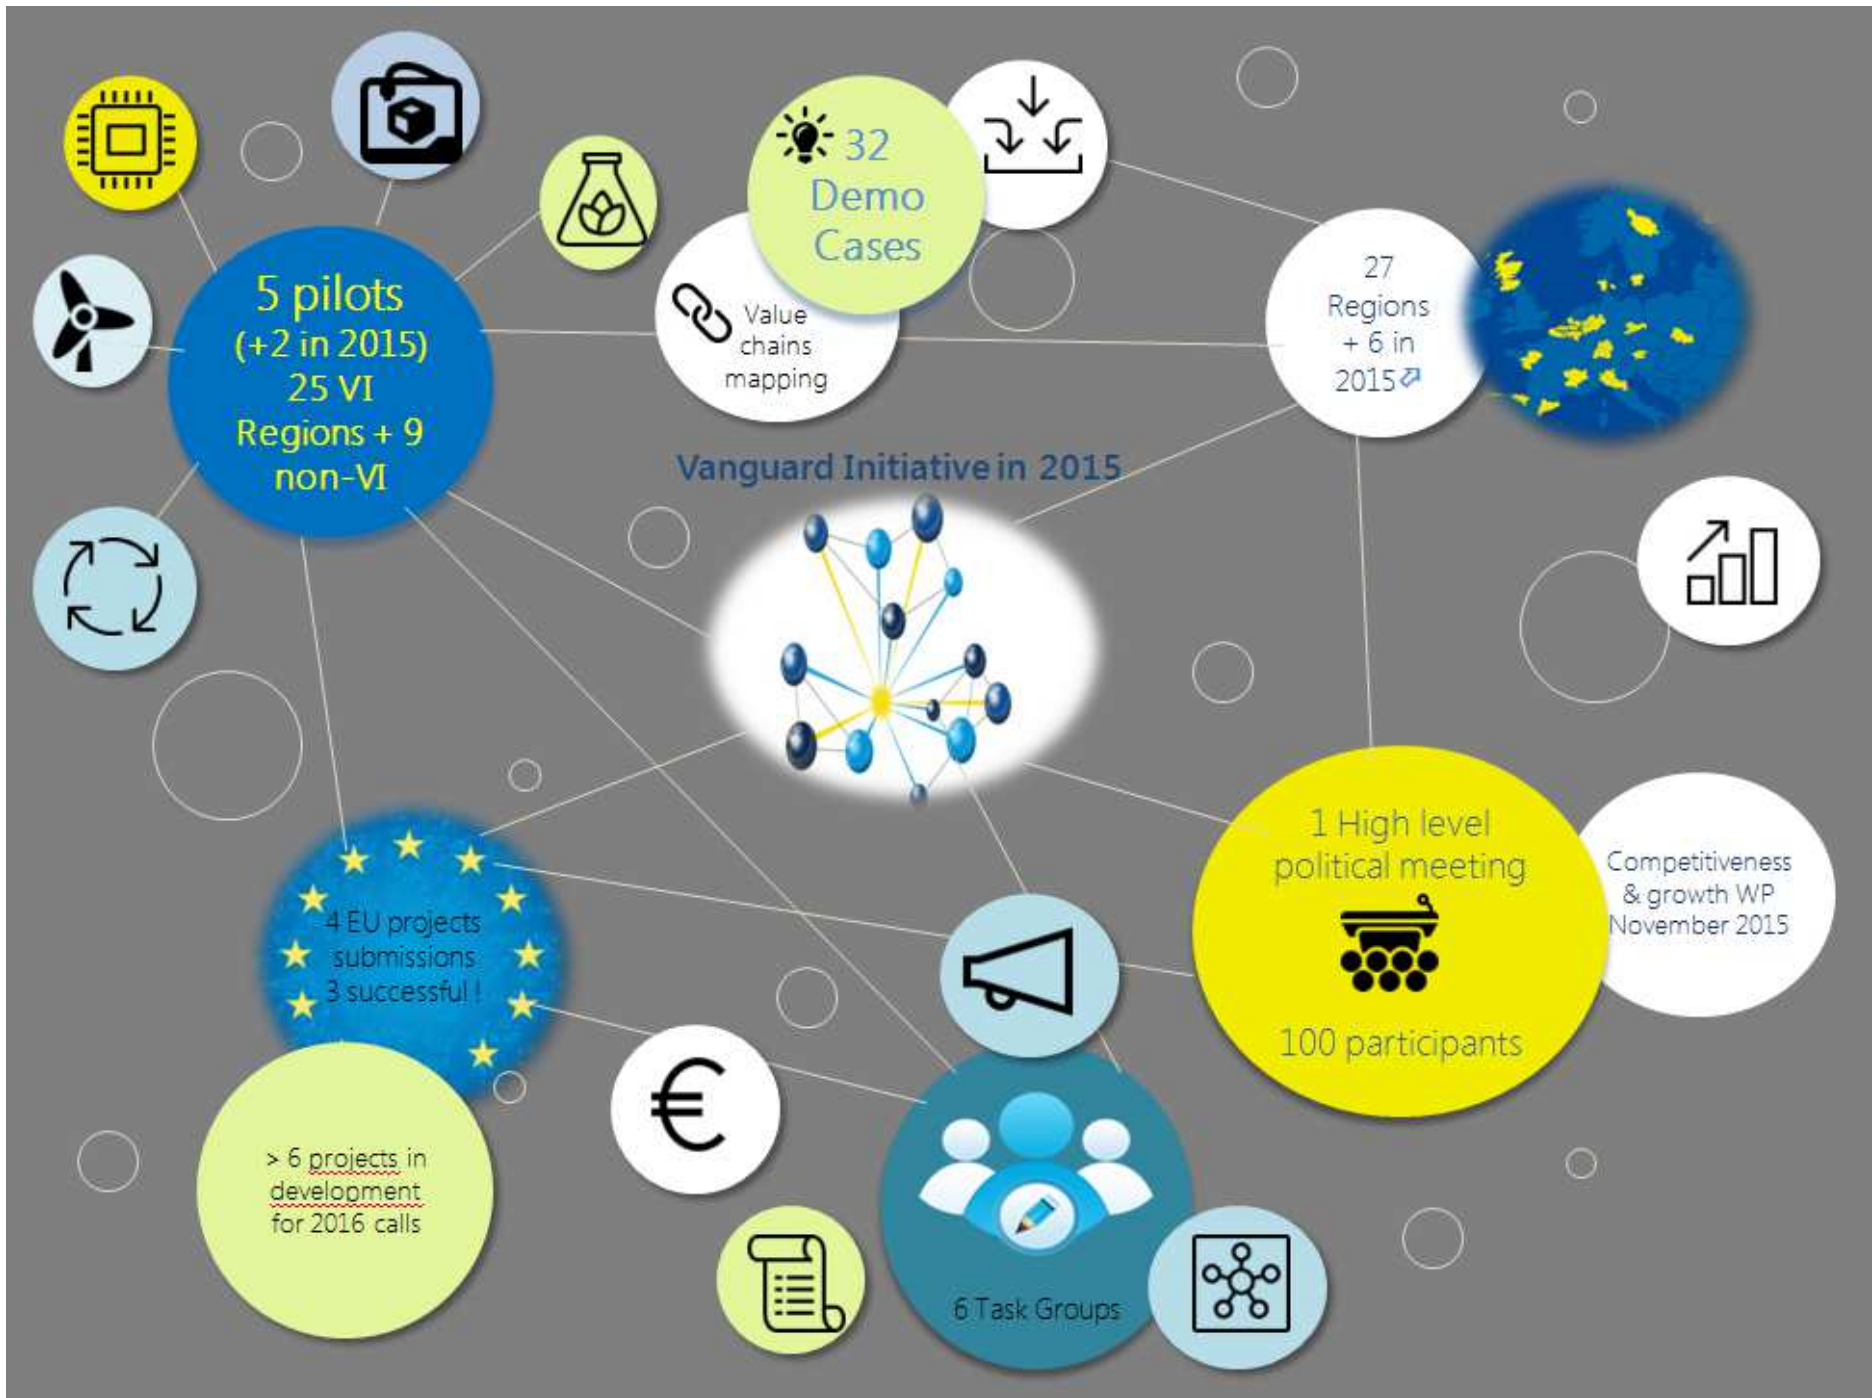 5 pilots
(+2 in 2015)
25 VI
Regions + 9
non-VI
32
Demo
Cases
Value
chains
mapping
27
Regions
+ 6 in
2015
Vanguard Initiative in 2015
4 EU projects
submissions
3 successful !
> 6 projects in
development
for 2016 calls
€
1 High level
political meeting
100 participants
Competitiveness
& growth WP
November 2015
6 Task Groups